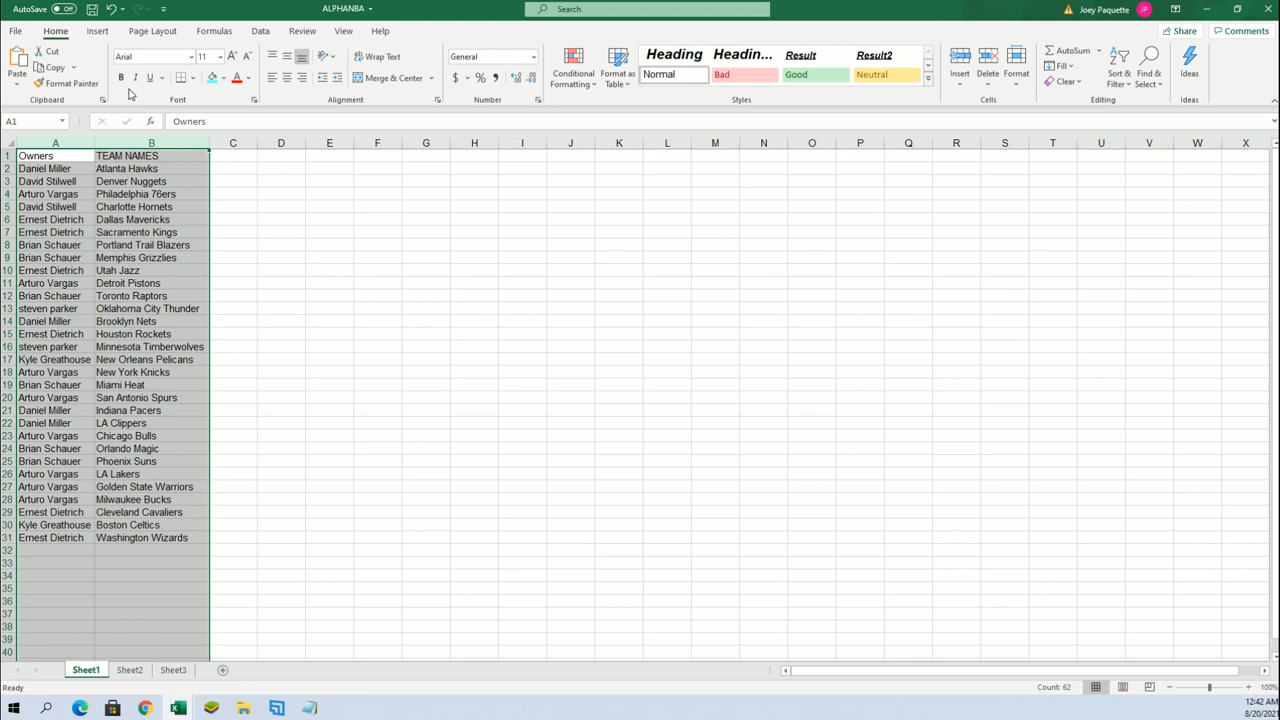 AutoSave Off ALPHANBA Search Joey Paquette JP
File Home Insert Page Layout Formulas Data Review View Help Share Comments
Paste Cut Copy Format Painter Clipboard
Arial 11 B I U Font
Wrap Text Merge & Center Alignment
General $ % Number
Conditional Formatting Format as Table
Heading Headin... Result Result2
Normal Bad Good Neutral Styles
Insert Delete Format Cells
AutoSum Fill Clear Sort & Filter Find & Select Editing
Ideas Ideas
A1 fx Owners
A B C D E F G H I J K L M N O P Q R S T U V W X
1 Owners TEAM NAMES
2 Daniel Miller Atlanta Hawks
3 David Stilwell Denver Nuggets
4 Arturo Vargas Philadelphia 76ers
5 David Stilwell Charlotte Hornets
6 Ernest Dietrich Dallas Mavericks
7 Ernest Dietrich Sacramento Kings
8 Brian Schauer Portland Trail Blazers
9 Brian Schauer Memphis Grizzlies
10 Ernest Dietrich Utah Jazz
11 Arturo Vargas Detroit Pistons
12 Brian Schauer Toronto Raptors
13 steven parker Oklahoma City Thunder
14 Daniel Miller Brooklyn Nets
15 Ernest Dietrich Houston Rockets
16 steven parker Minnesota Timberwolves
17 Kyle Greathouse New Orleans Pelicans
18 Arturo Vargas New York Knicks
19 Brian Schauer Miami Heat
20 Arturo Vargas San Antonio Spurs
21 Daniel Miller Indiana Pacers
22 Daniel Miller LA Clippers
23 Arturo Vargas Chicago Bulls
24 Brian Schauer Orlando Magic
25 Brian Schauer Phoenix Suns
26 Arturo Vargas LA Lakers
27 Arturo Vargas Golden State Warriors
28 Arturo Vargas Milwaukee Bucks
29 Ernest Dietrich Cleveland Cavaliers
30 Kyle Greathouse Boston Celtics
31 Ernest Dietrich Washington Wizards
32
33
34
35
36
37
38
39
40
Sheet1 Sheet2 Sheet3
Ready Count: 62 100%
12:42 AM
8/20/2021